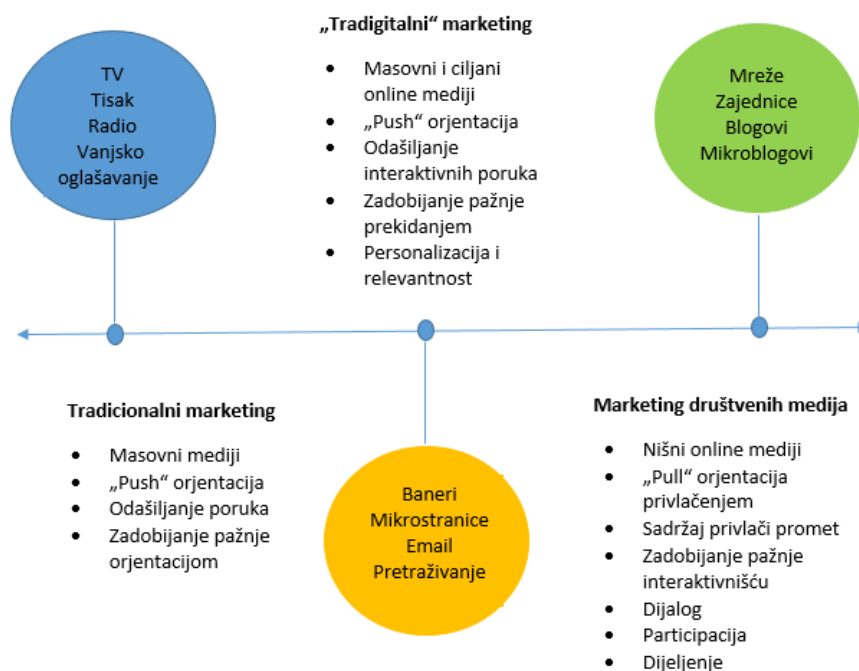 TV
Tisak
Radio
Vanjsko
oglašavanje
„Tradigitalni“ marketing
Masovni i ciljani
online mediji
„Push“ orjentacija
Odašiljanje
interaktivnih poruka
Zadobijanje pažnje
prekidanjem
Personalizacija i
relevantnost
Mreže
Zajednice
Blogovi
Mikroblogovi
Tradicionalni marketing
Masovni mediji
„Push“ orjentacija
Odašiljanje poruka
Zadobijanje pažnje
orjentacijom
Baneri
Mikrostranice
Email
Pretraživanje
Marketing društvenih medija
Nišni online mediji
„Pull“ orjentacija
privlačenjem
Sadržaj privlači promet
Zadobijanje pažnje
interaktivnišću
Dijalog
Participacija
Dijeljenje